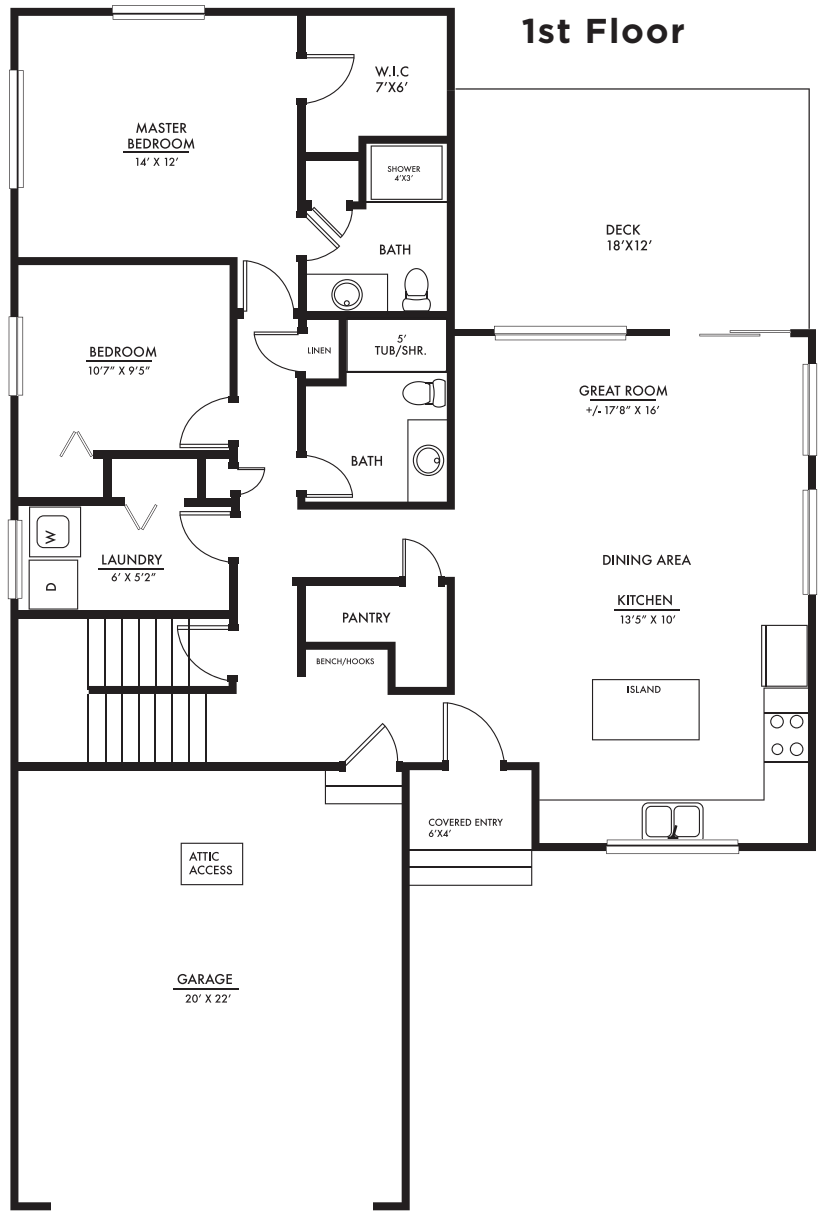 1st Floor
W.I.C
7'X6'
MASTER
BEDROOM
14' X 12'
SHOWER
4'X3'
DECK
18'X12'
BATH
BEDROOM
10'7" X 9'5"
LINEN
5'
TUB/SHR.
GREAT ROOM
+/- 17'8" X 16'
BATH
W
LAUNDRY
6' X 5'2"
D
DINING AREA
KITCHEN
13'5" X 10'
PANTRY
BENCH/HOOKS
ISLAND
COVERED ENTRY
6'X4'
ATTIC
ACCESS
GARAGE
20' X 22'